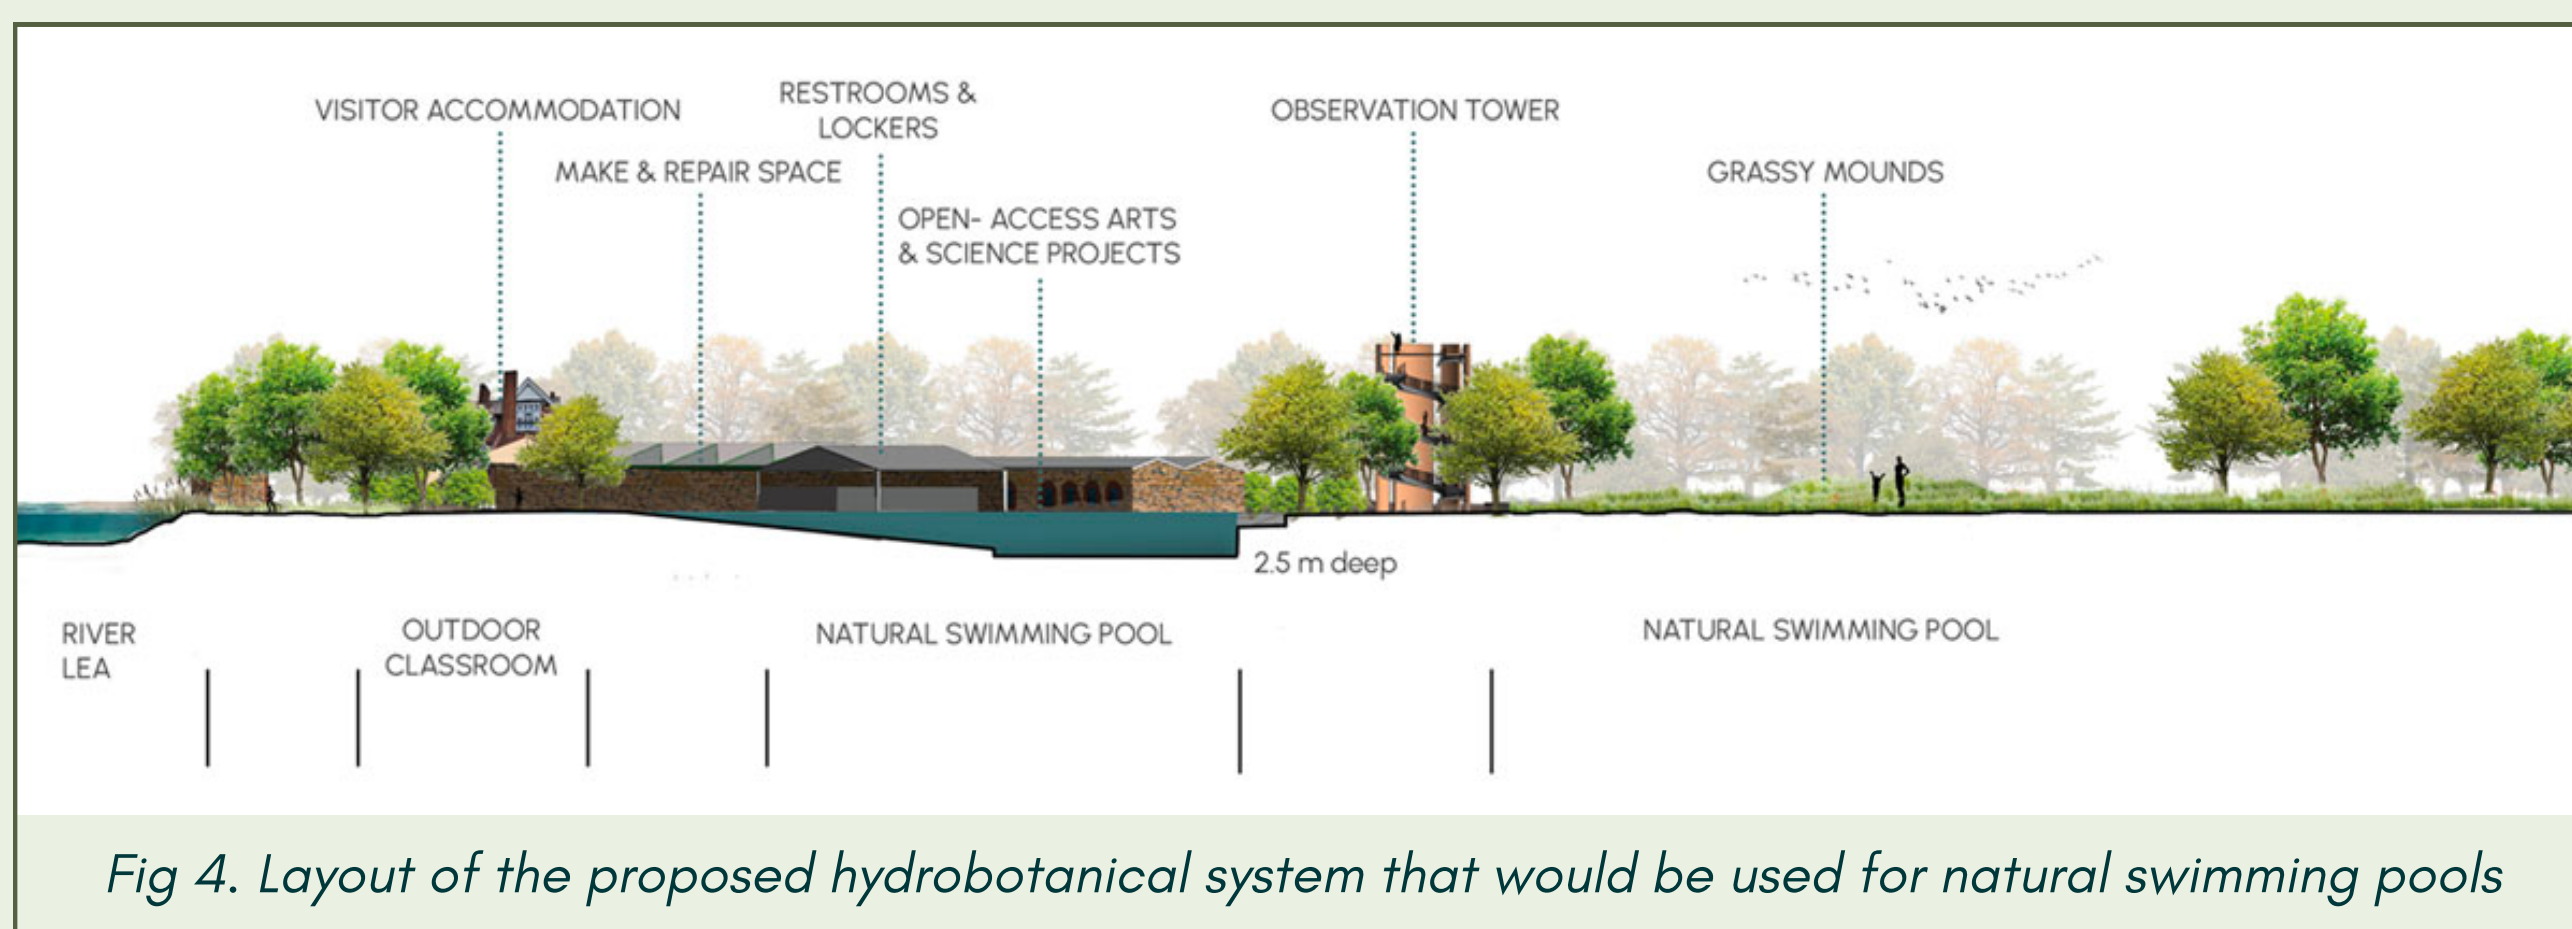 VISITOR ACCOMMODATION
RESTROOMS &
LOCKERS
MAKE & REPAIR SPACE
OPEN- ACCESS ARTS
& SCIENCE PROJECTS
OBSERVATION TOWER
GRASSY MOUNDS
2.5 m deep
RIVER
LEA
OUTDOOR
CLASSROOM
NATURAL SWIMMING POOL
NATURAL SWIMMING POOL
Fig 4. Layout of the proposed hydrobotanical system that would be used for natural swimming pools